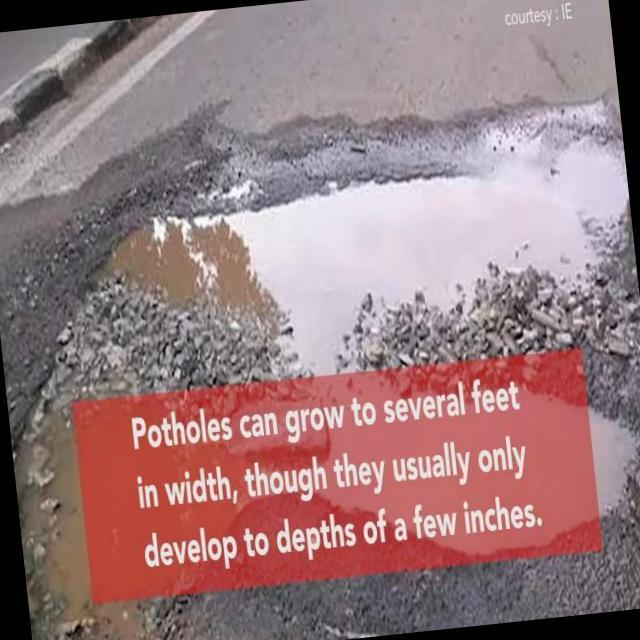 courtesy : IE
Potholes can grow to several feet
in width, though they usually only
develop to depths of a few inches.